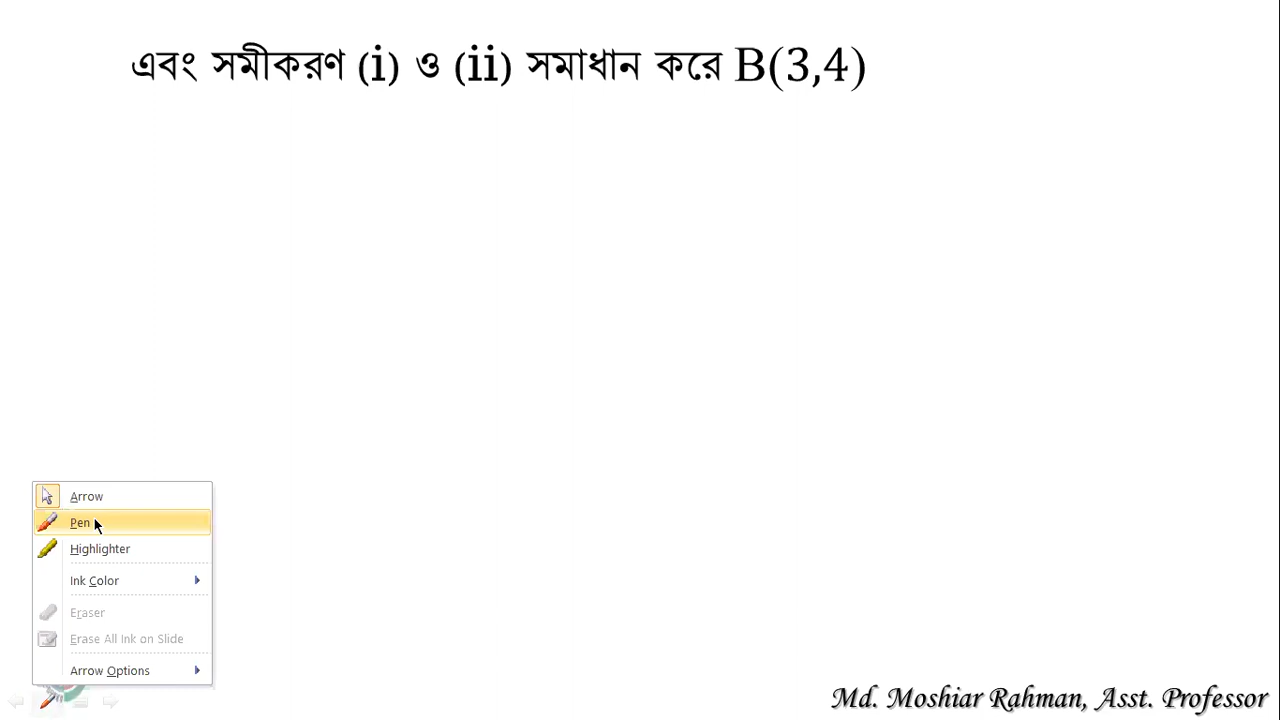 এবং সমীকরণ (i) ও (ii) সমাধান করে B(3,4)
Arrow
Pen
Highlighter
Ink Color
Eraser
Erase All Ink on Slide
Arrow Options
Md. Moshiar Rahman, Asst. Professor